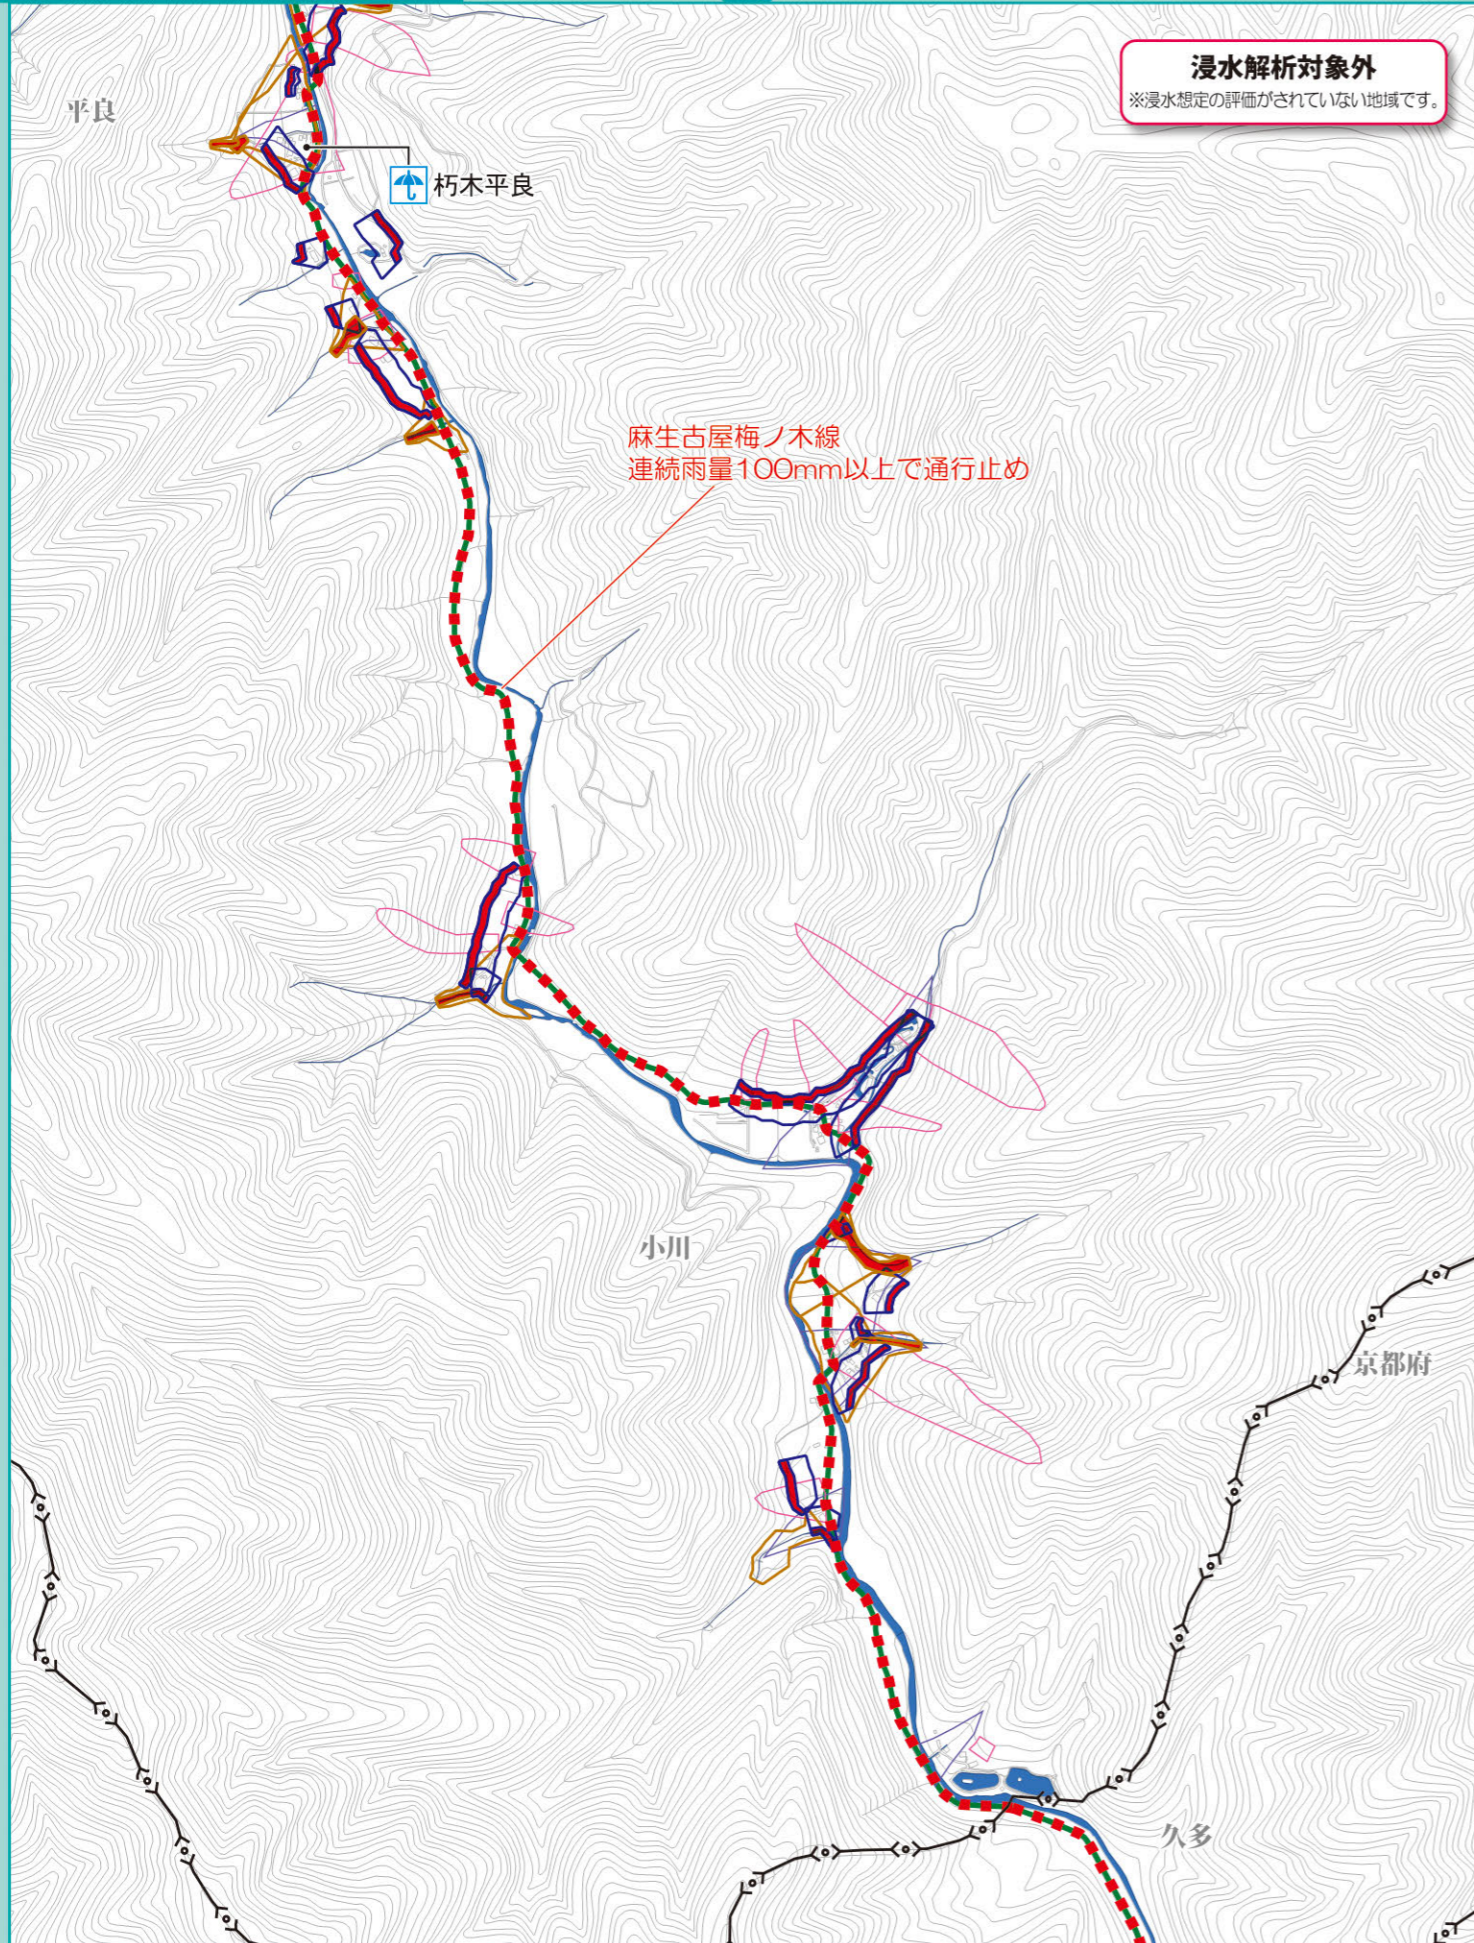 浸水解析対象外
※浸水想定の評価がされていない地域です。
平良
朽木平良
麻生古屋梅ノ木線
連続雨量100mm以上で通行止め
小川
京都府
久多